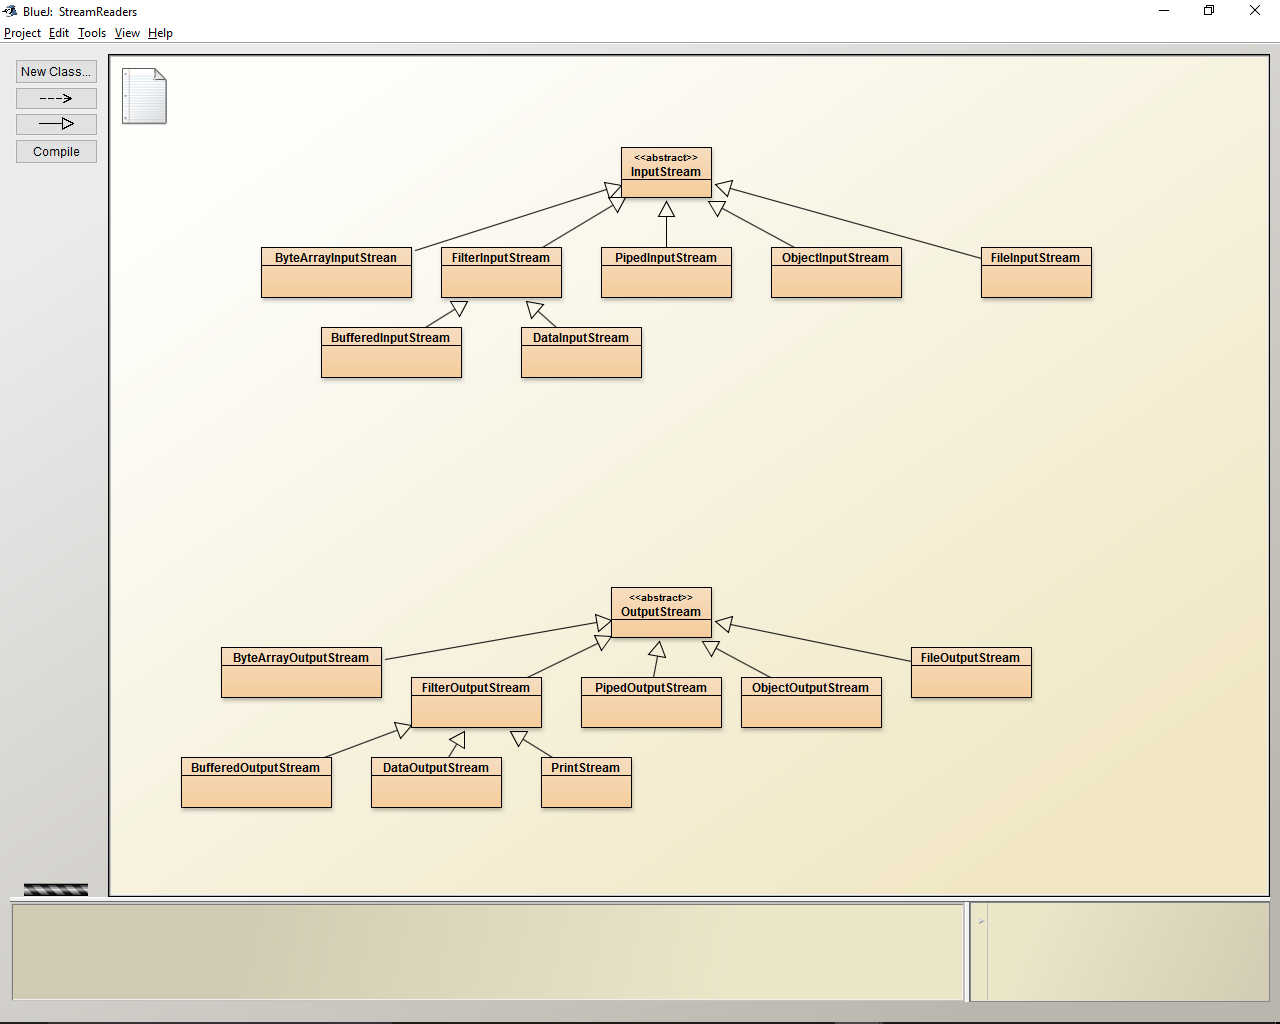 BlueJ: StreamReaders
Project Edit Tools View Help
New Class...
Compile
<<abstract>>
InputStream
ByteArrayInputStrean FilterInputStream PipedInputStream ObjectInputStream FileInputStream
BufferedInputStream DataInputStream
<<abstract>>
OutputStream
ByteArrayOutputStream FileOutputStream
FilterOutputStream PipedOutputStream ObjectOutputStream
BufferedOutputStream DataOutputStream PrintStream